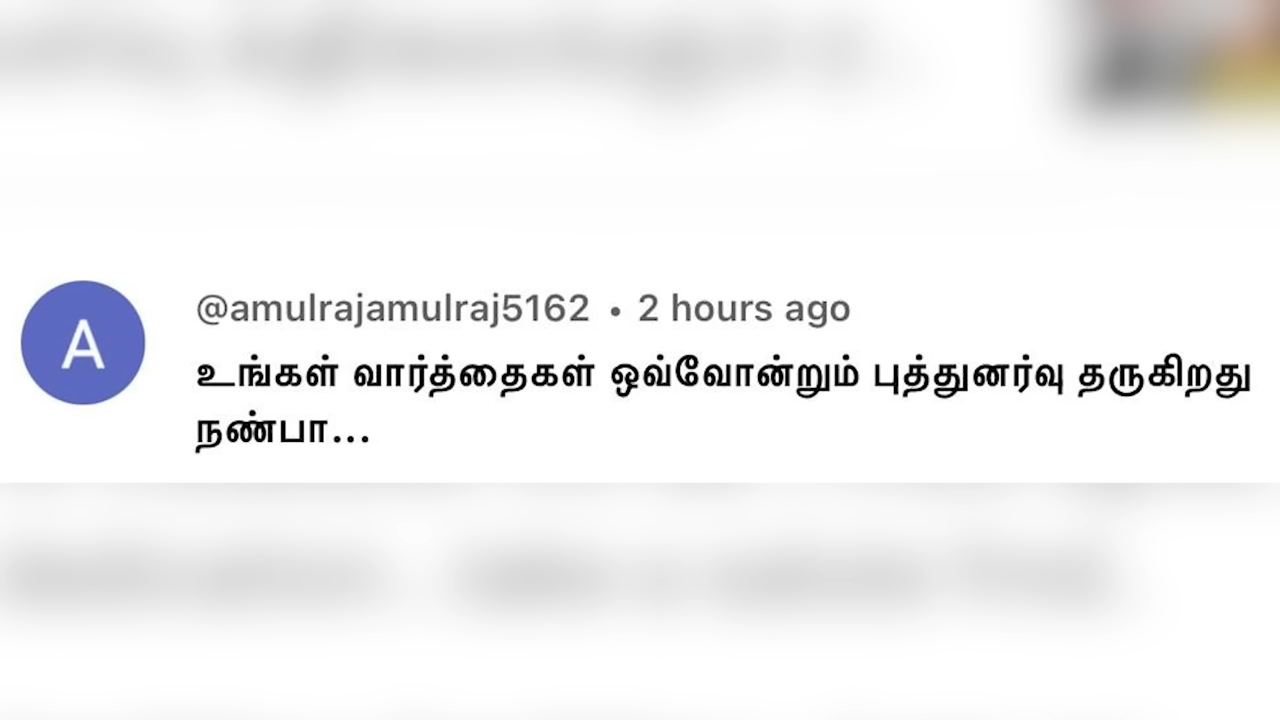 A
@amulrajamulraj5162 • 2 hours ago
உங்கள் வார்த்தைகள் ஒவ்வோன்றும் புத்துனர்வு தருகிறது
நண்பா...